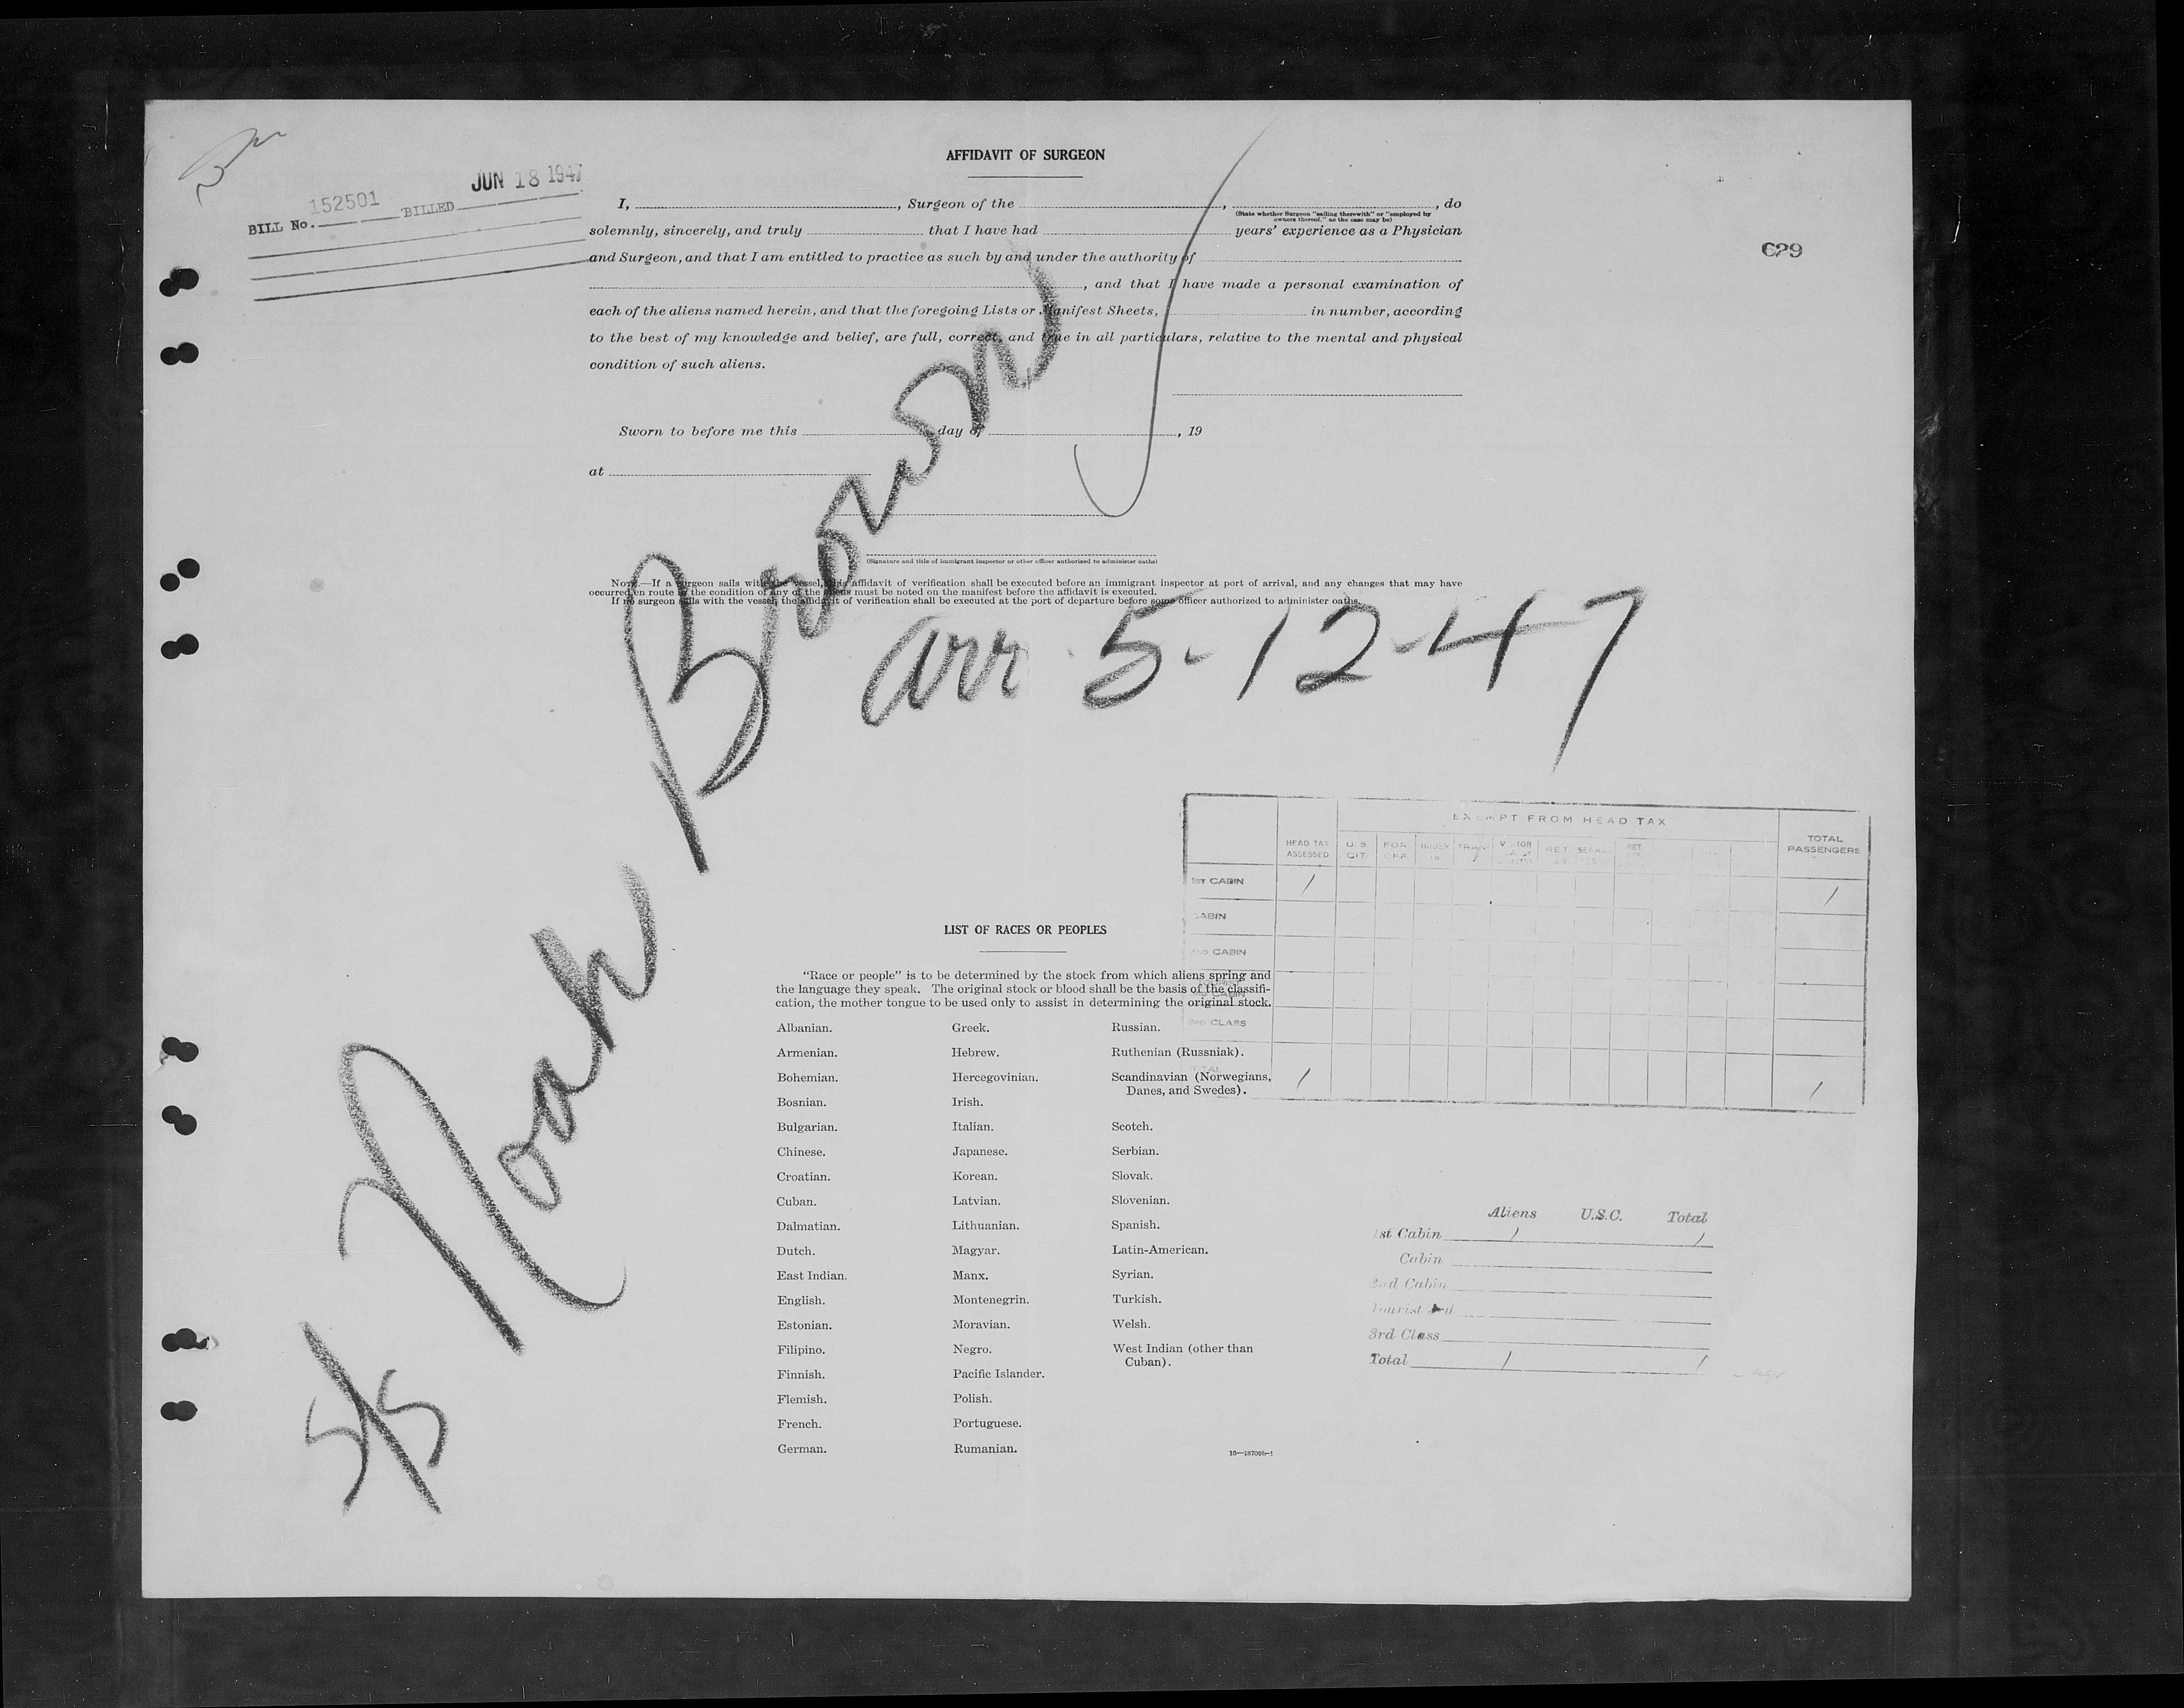 JUN 18 1947
BILL No. 152501 BILLED
AFFIDAVIT OF SURGEON
I, , Surgeon of the , , do
(State whether Surgeon "sailing therewith" or "employed by
owners thereof," as the case may be)
solemnly, sincerely, and truly that I have had years' experience as a Physician
and Surgeon, and that I am entitled to practice as such by and under the authority of
, and that I have made a personal examination of
each of the aliens named herein, and that the foregoing Lists or Manifest Sheets, in number, according
to the best of my knowledge and belief, are full, correct, and true in all particulars, relative to the mental and physical
condition of such aliens.
Sworn to before me this day of , 19
at
(Signature and title of immigrant inspector or other officer authorized to administer oaths)
NOTE.—If a surgeon sails with the vessel, this affidavit of verification shall be executed before an immigrant inspector at port of arrival, and any changes that may have
occurred en route in the condition of any of the aliens must be noted on the manifest before the affidavit is executed.
If no surgeon sails with the vessel, the affidavit of verification shall be executed at the port of departure before some officer authorized to administer oaths.
629
S/S Noah Brown
arr 5-12-47
EXEMPT FROM HEAD TAX
HEAD TAX ASSESSED
U.S. CIT.
FOR
TRANS
VISITOR
RET.
RET.
TOTAL PASSENGERS
1ST CABIN / /
CABIN
2ND CABIN
CABIN
3RD CLASS
TOTAL / /
LIST OF RACES OR PEOPLES
"Race or people" is to be determined by the stock from which aliens spring and
the language they speak. The original stock or blood shall be the basis of the classifi-
cation, the mother tongue to be used only to assist in determining the original stock.
Albanian.
Armenian.
Bohemian.
Bosnian.
Bulgarian.
Chinese.
Croatian.
Cuban.
Dalmatian.
Dutch.
East Indian.
English.
Estonian.
Filipino.
Finnish.
Flemish.
French.
German.
Greek.
Hebrew.
Hercegovinian.
Irish.
Italian.
Japanese.
Korean.
Latvian.
Lithuanian.
Magyar.
Manx.
Montenegrin.
Moravian.
Negro.
Pacific Islander.
Polish.
Portuguese.
Rumanian.
Russian.
Ruthenian (Russniak).
Scandinavian (Norwegians,
Danes, and Swedes).
Scotch.
Serbian.
Slovak.
Slovenian.
Spanish.
Latin-American.
Syrian.
Turkish.
Welsh.
West Indian (other than
Cuban).
16—18709b-1
Aliens U.S.C. Total
1st Cabin / /
Cabin
2nd Cabin
Tourist 3rd
3rd Class
Total / /